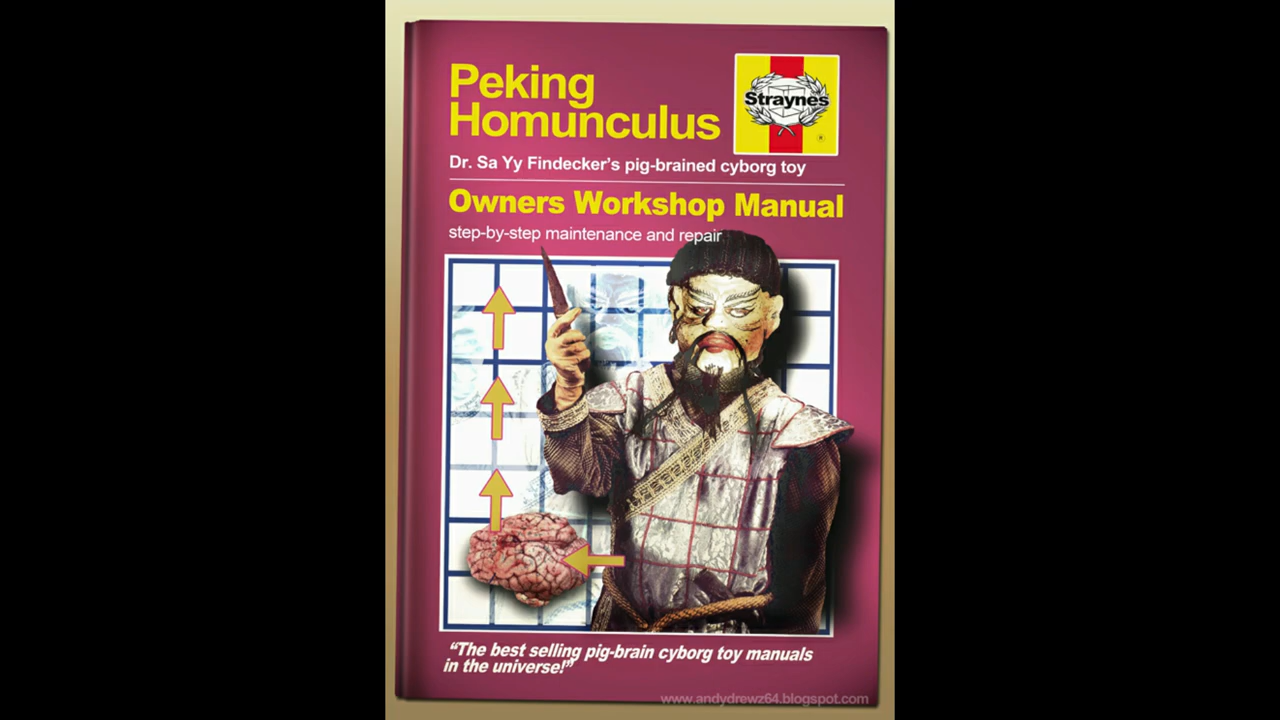 Peking
Homunculus
Straynes
Dr. Sa Yy Findecker's pig-brained cyborg toy
Owners Workshop Manual
step-by-step maintenance and repair
“The best selling pig-brain cyborg toy manuals
in the universe!”
www.andydrewz64.blogspot.com